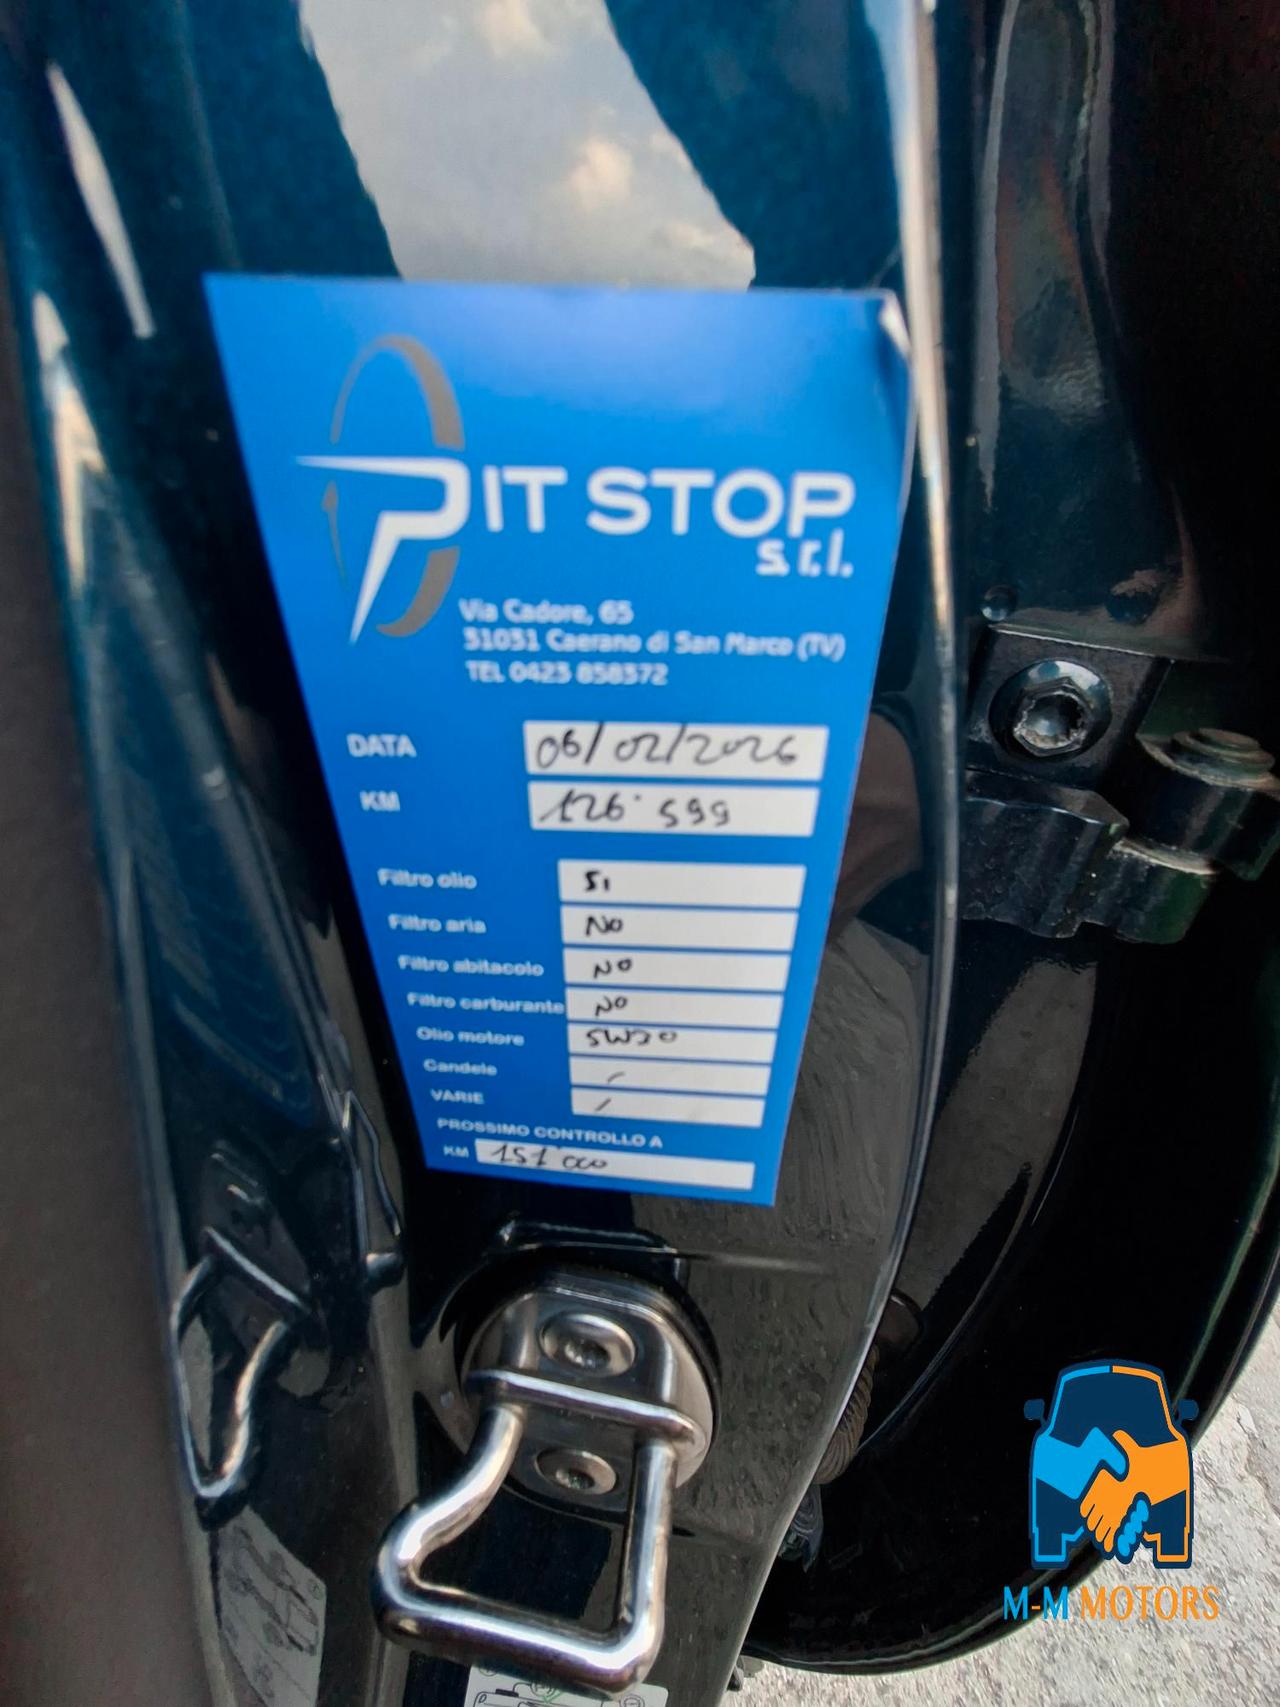 PIT STOP
s.r.l.
Via Cadore, 65
31031 Caerano di San Marco (TV)
TEL 0423 858372
DATA 06/02/2026
KM 126'599
Filtro olio SI
Filtro aria NO
Filtro abitacolo NO
Filtro carburante NO
Olio motore 5W30
Candele /
VARIE /
PROSSIMO CONTROLLO A
KM 151'000
M-M MOTORS